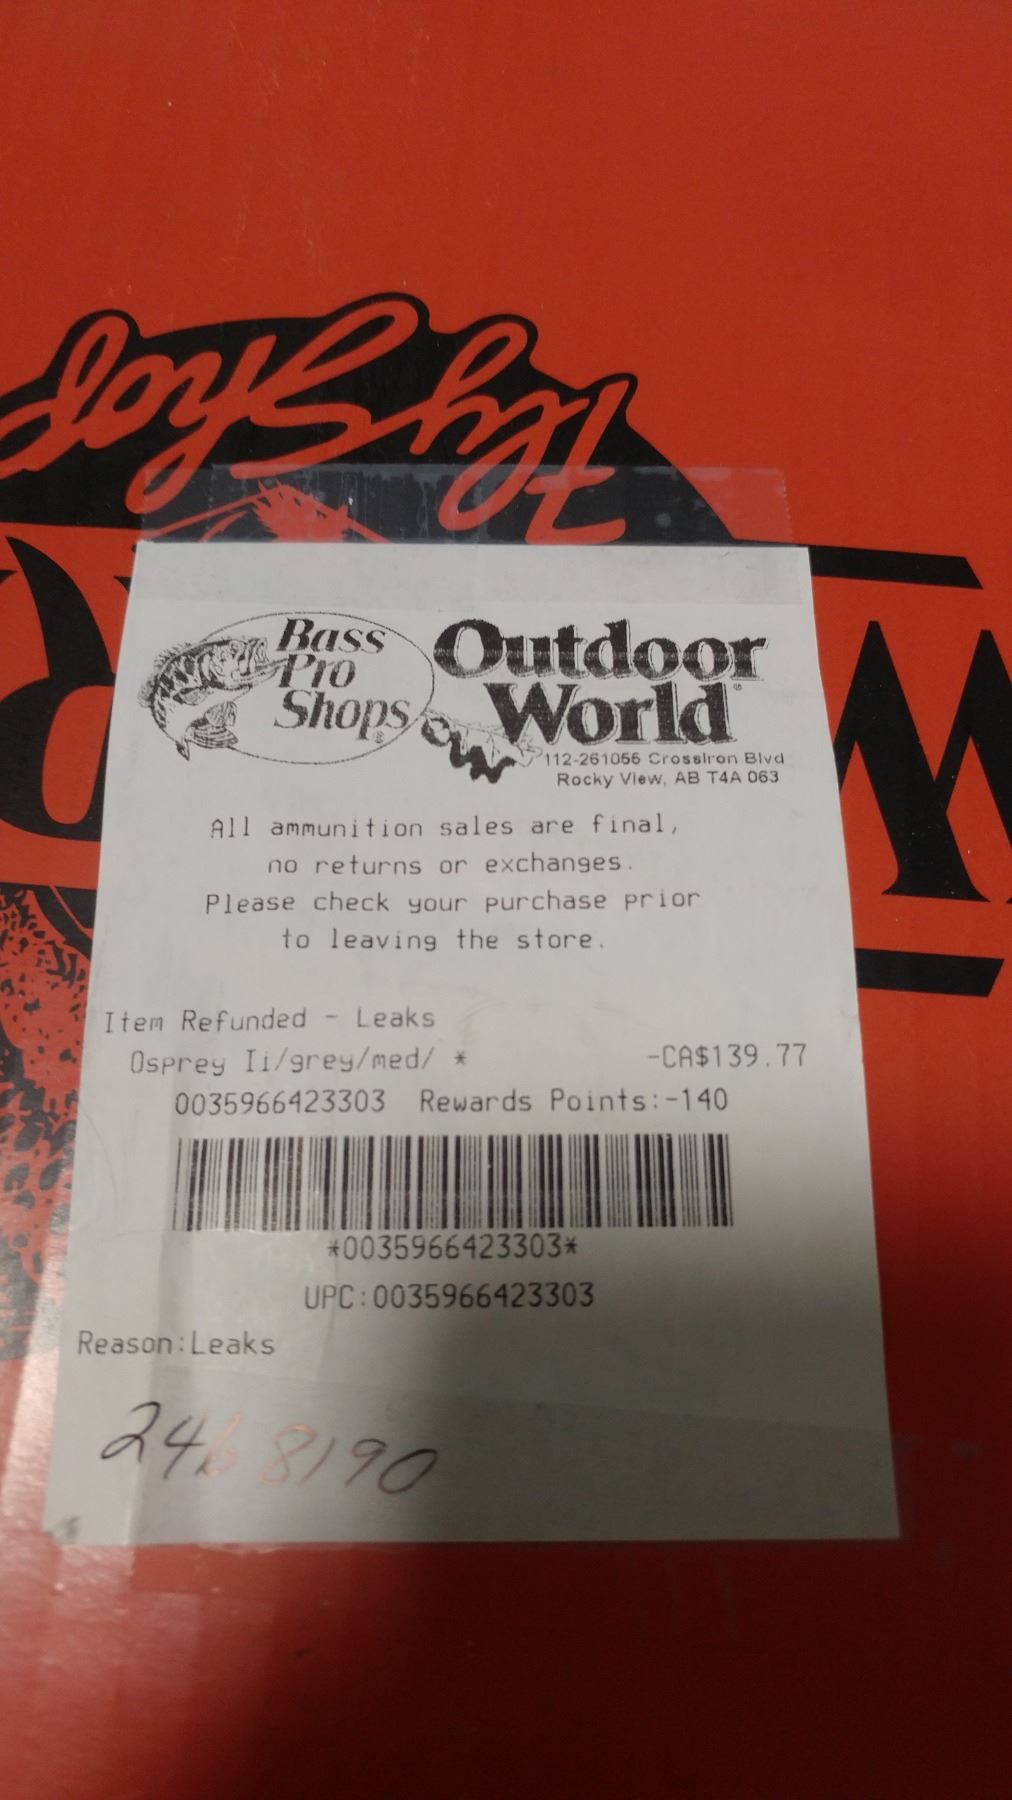 Bass
Pro
Shops®
Outdoor
World®
112-261055 CrossIron Blvd
Rocky View, AB T4A 063
All ammunition sales are final,
no returns or exchanges.
Please check your purchase prior
to leaving the store.
Item Refunded - Leaks
Osprey Ii/grey/med/ * -CA$139.77
0035966423303 Rewards Points:-140
*0035966423303*
UPC:0035966423303
Reason:Leaks
2468190